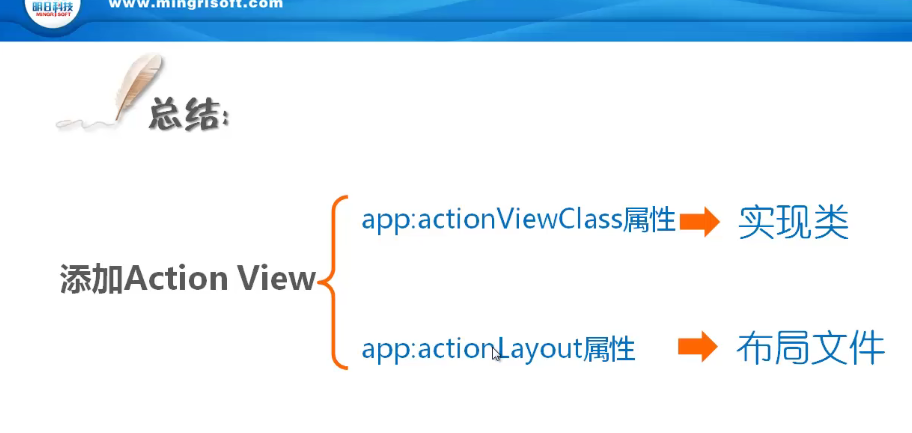 明日科技
MINGRISOFT
www.mingrisoft.com
总结:
app:actionViewClass属性
实现类
添加Action View
app:actionLayout属性
布局文件